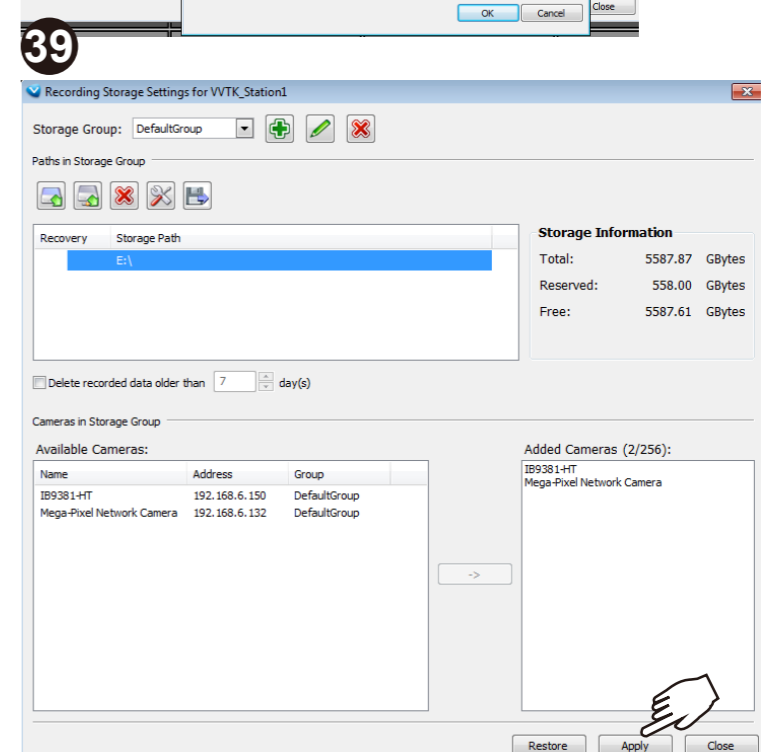 OK Cancel Close
39
Recording Storage Settings for VVTK_Station1
Storage Group: DefaultGroup
Paths in Storage Group
Recovery Storage Path Storage Information
E:\ Total: 5587.87 GBytes
Reserved: 558.00 GBytes
Free: 5587.61 GBytes
Delete recorded data older than 7 day(s)
Cameras in Storage Group
Available Cameras: Added Cameras (2/256):
Name Address Group IB9381-HT
IB9381-HT 192.168.6.150 DefaultGroup Mega-Pixel Network Camera
Mega-Pixel Network Camera 192.168.6.132 DefaultGroup
->
Restore Apply Close